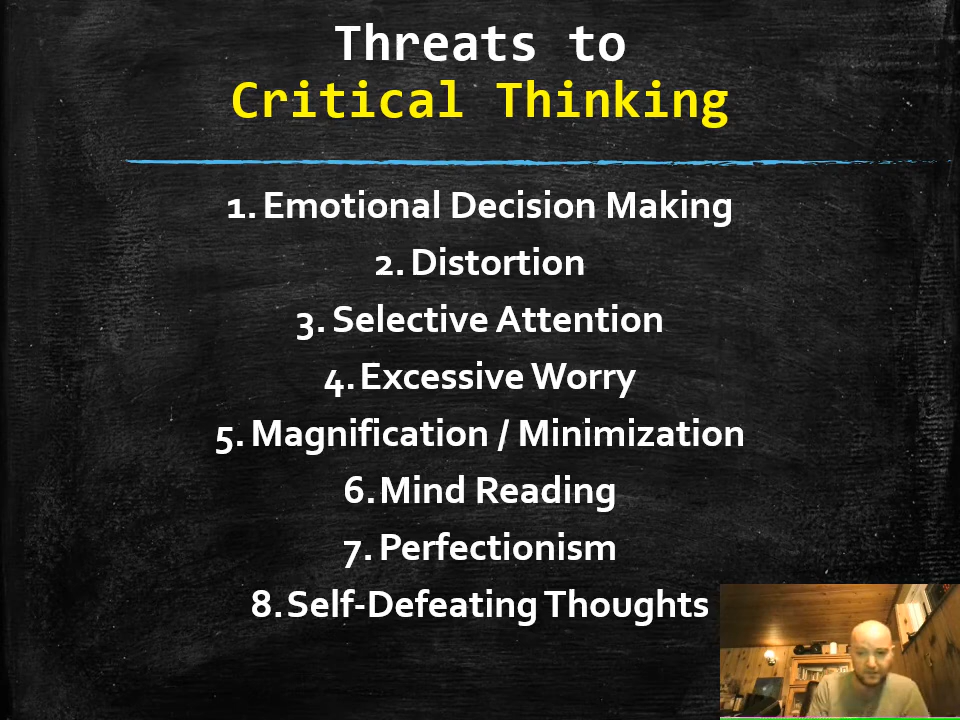 Threats to
Critical Thinking
1. Emotional Decision Making
2. Distortion
3. Selective Attention
4. Excessive Worry
5. Magnification / Minimization
6. Mind Reading
7. Perfectionism
8. Self-Defeating Thoughts